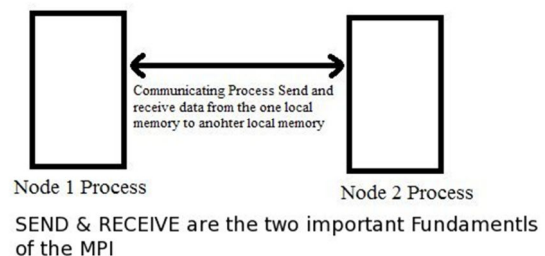 Communicating Process Send and
receive data from the one local
memory to anohter local memory
Node 1 Process
Node 2 Process
SEND & RECEIVE are the two important Fundamentls
of the MPI